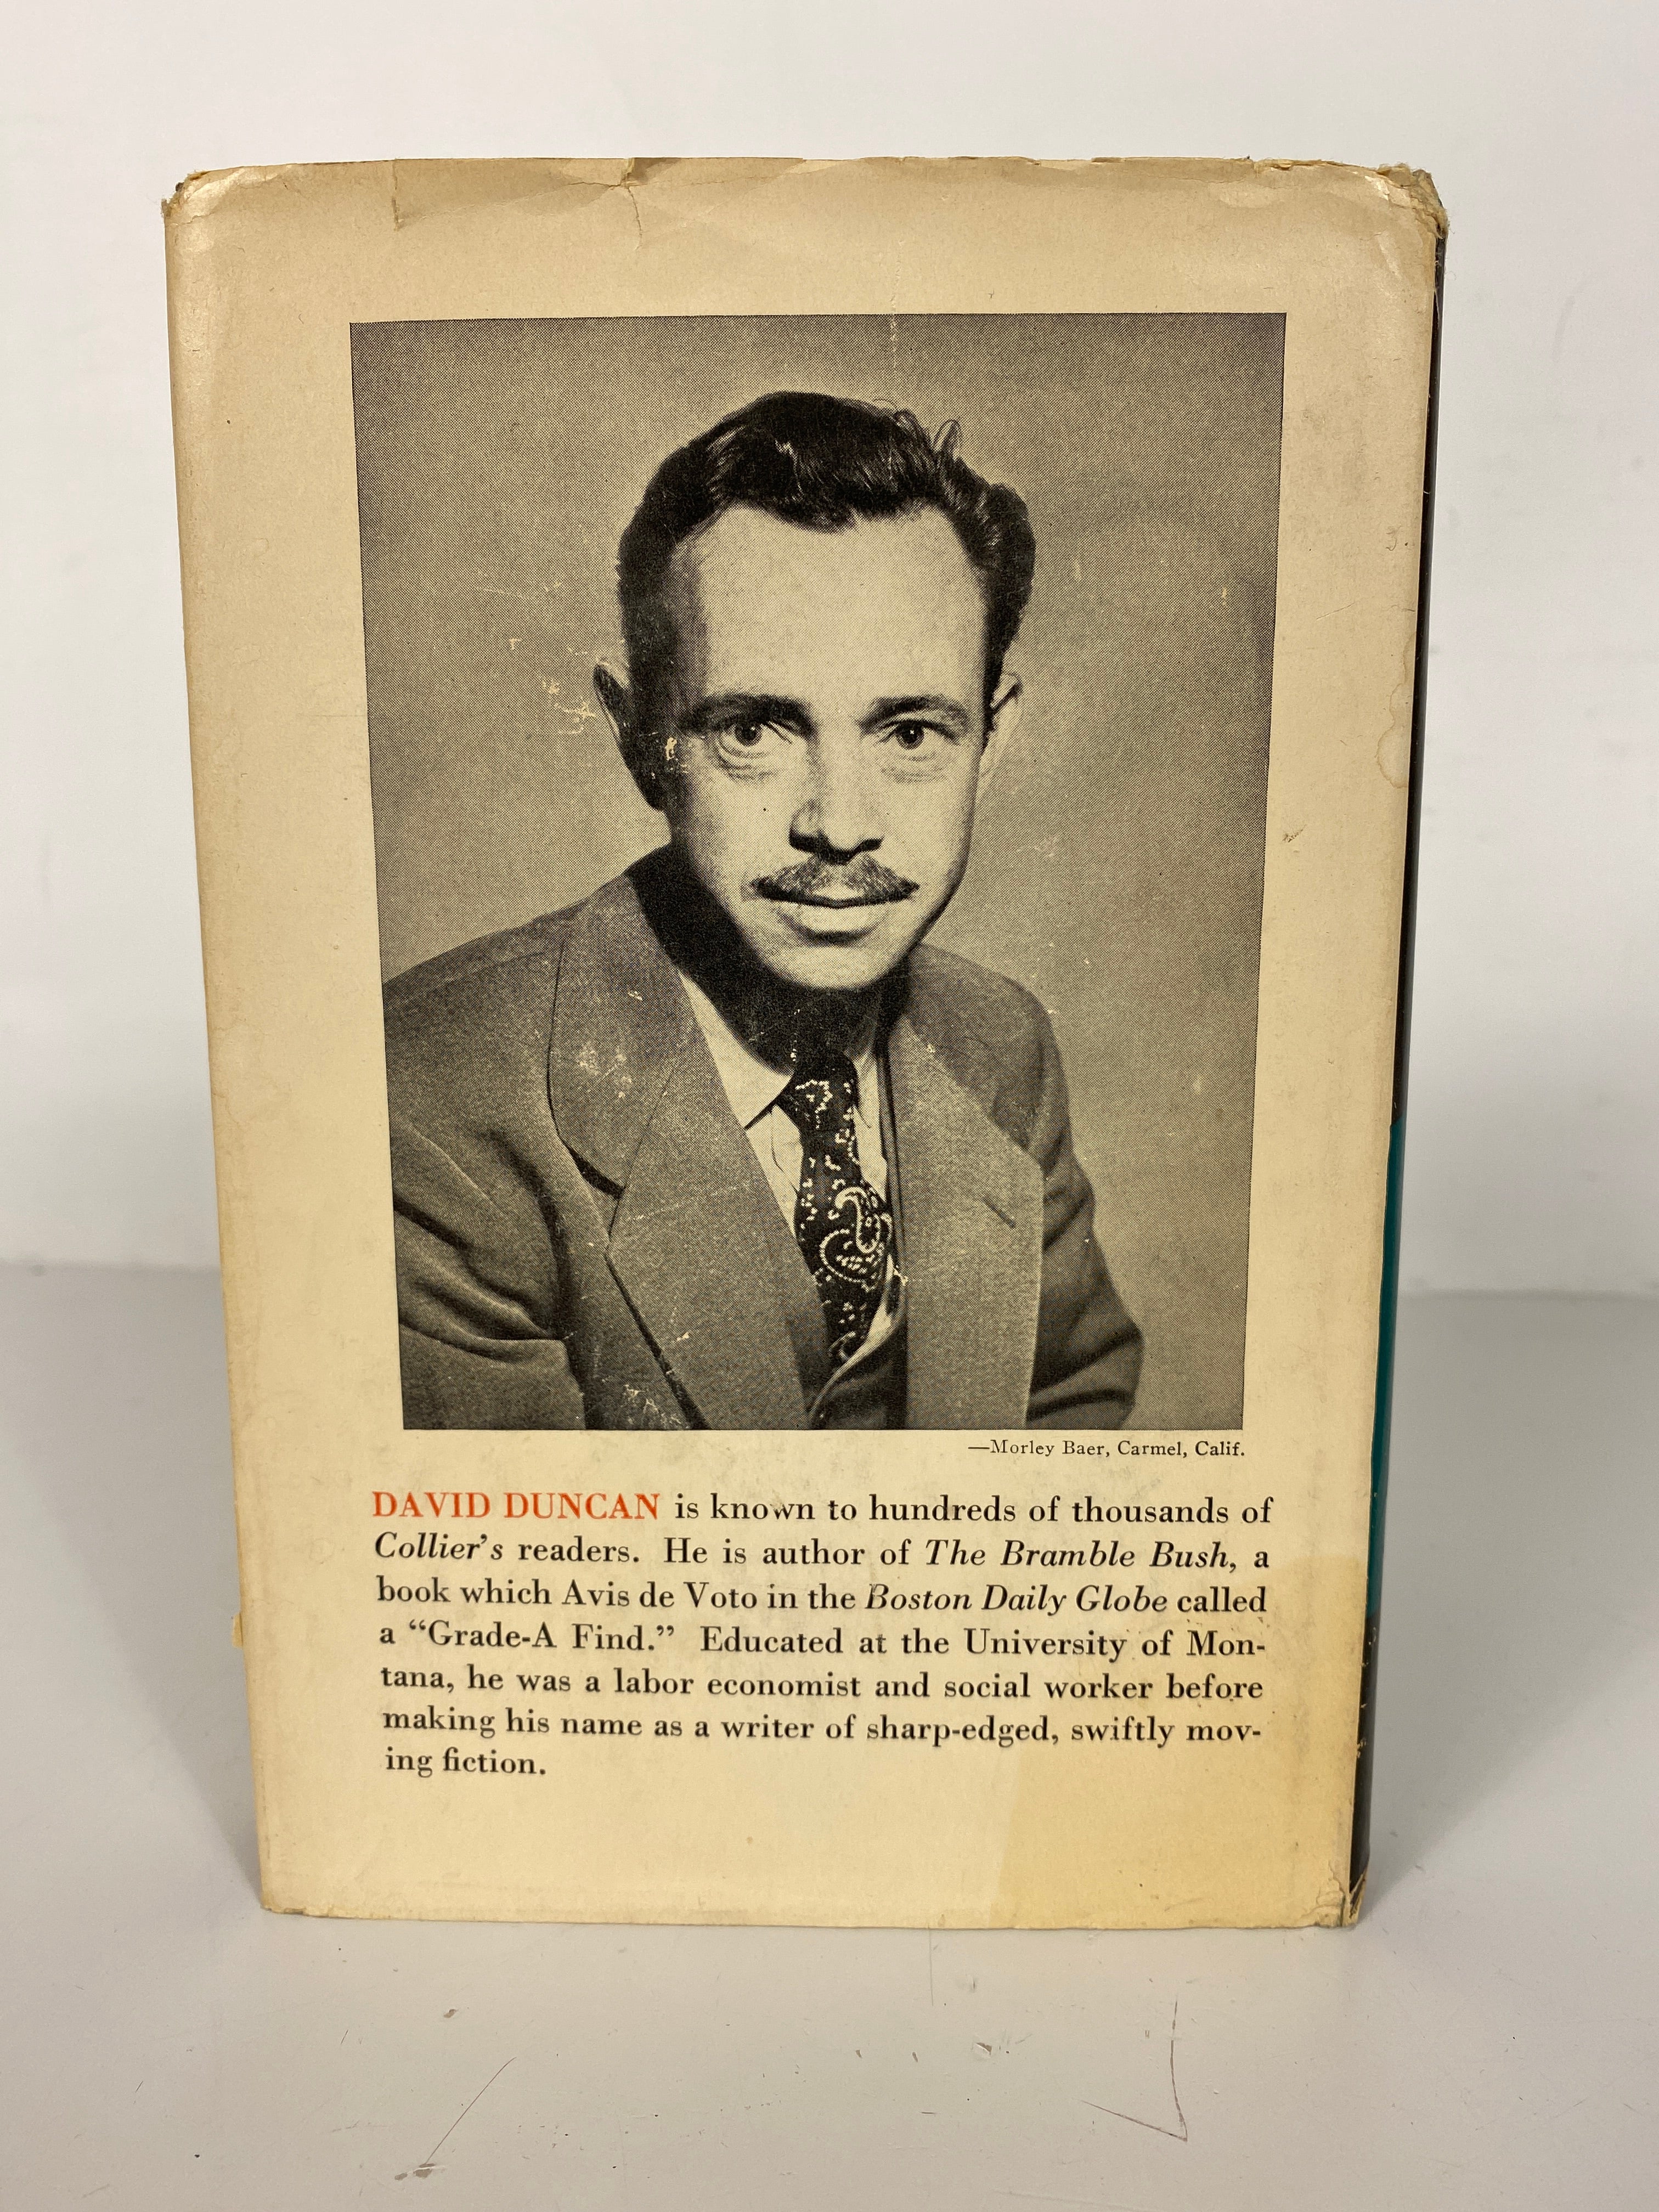 —Morley Baer, Carmel, Calif.
DAVID DUNCAN is known to hundreds of thousands of
Collier's readers. He is author of The Bramble Bush, a
book which Avis de Voto in the Boston Daily Globe called
a “Grade-A Find.” Educated at the University of Mon-
tana, he was a labor economist and social worker before
making his name as a writer of sharp-edged, swiftly mov-
ing fiction.